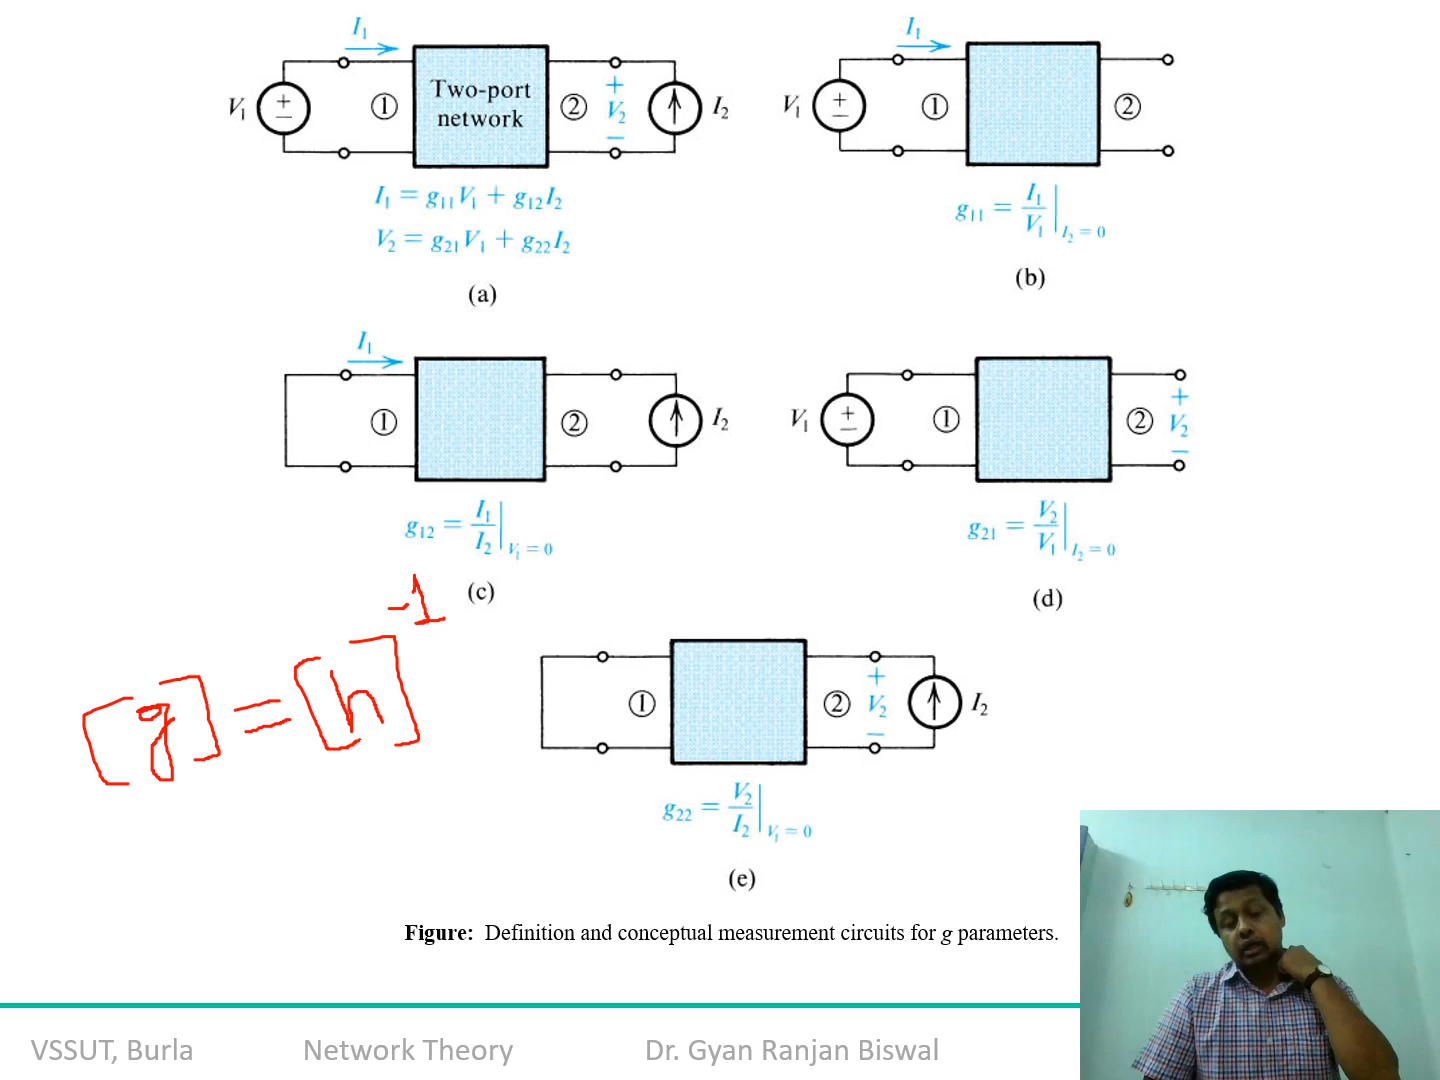 I₁
I₁
V₁ + − ① Two-port network ② + V₂ − I₂
V₁ + − ① ②
I₁ = g₁₁V₁ + g₁₂I₂
V₂ = g₂₁V₁ + g₂₂I₂
(a)
g₁₁ = I₁/V₁ |I₂ = 0
(b)
I₁
① ② I₂
V₁ + − ① ② + V₂ −
g₁₂ = I₁/I₂ |V₁ = 0
(c)
g₂₁ = V₂/V₁ |I₂ = 0
(d)
[g] = [h]⁻¹
① ② + V₂ − I₂
g₂₂ = V₂/I₂ |V₁ = 0
(e)
Figure: Definition and conceptual measurement circuits for g parameters.
VSSUT, Burla Network Theory Dr. Gyan Ranjan Biswal